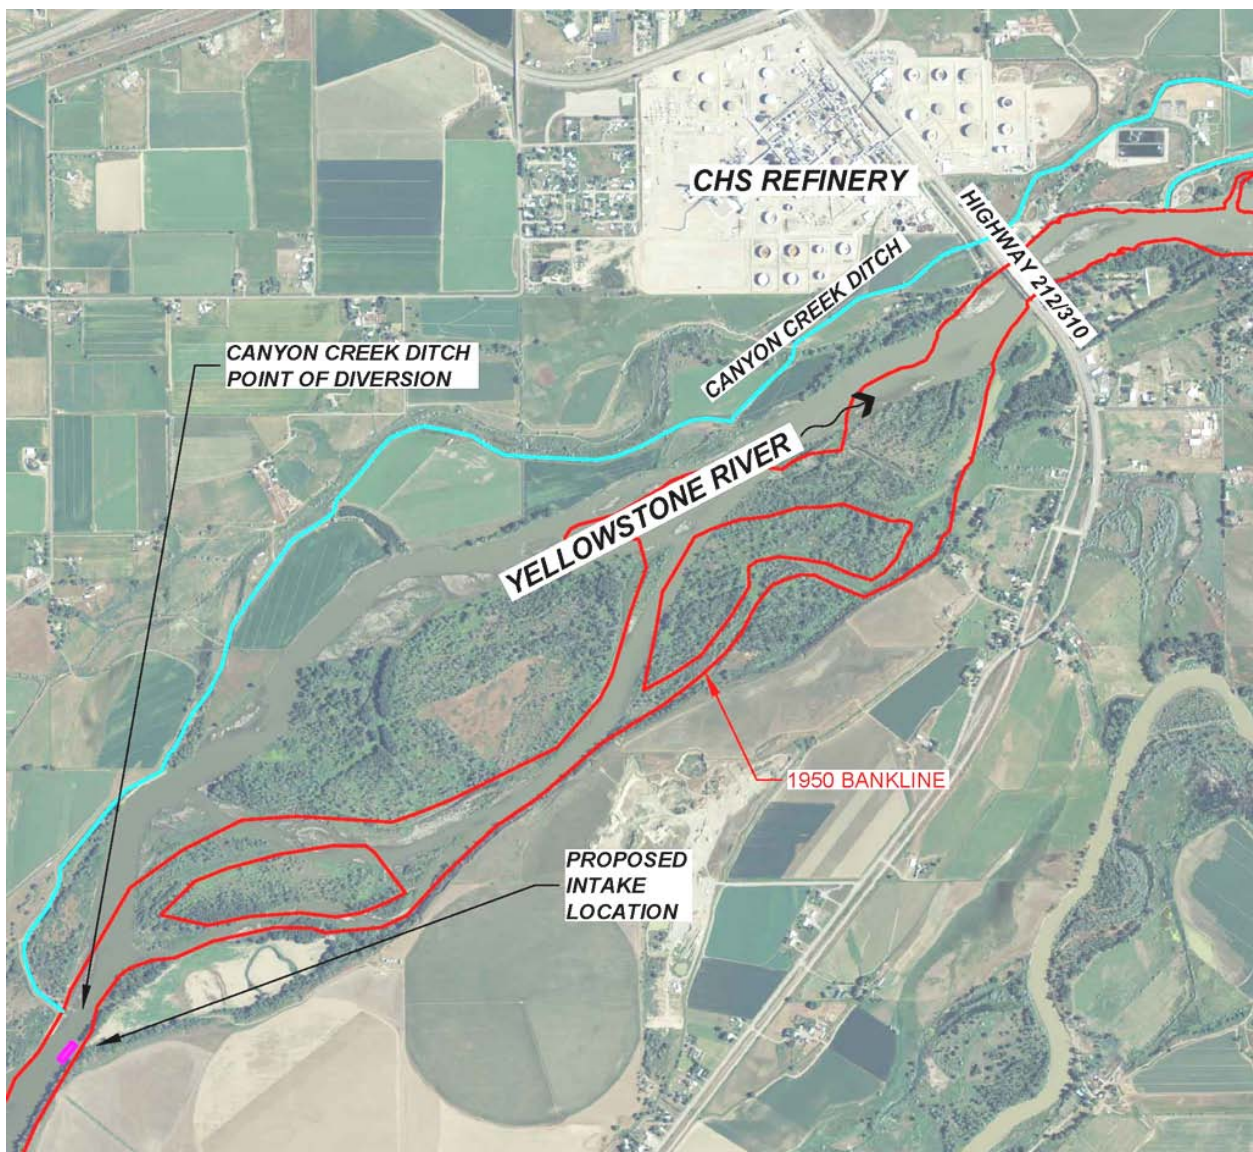 CHS REFINERY
HIGHWAY 212/310
CANYON CREEK DITCH
CANYON CREEK DITCH
POINT OF DIVERSION
YELLOWSTONE RIVER
1950 BANKLINE
PROPOSED
INTAKE
LOCATION